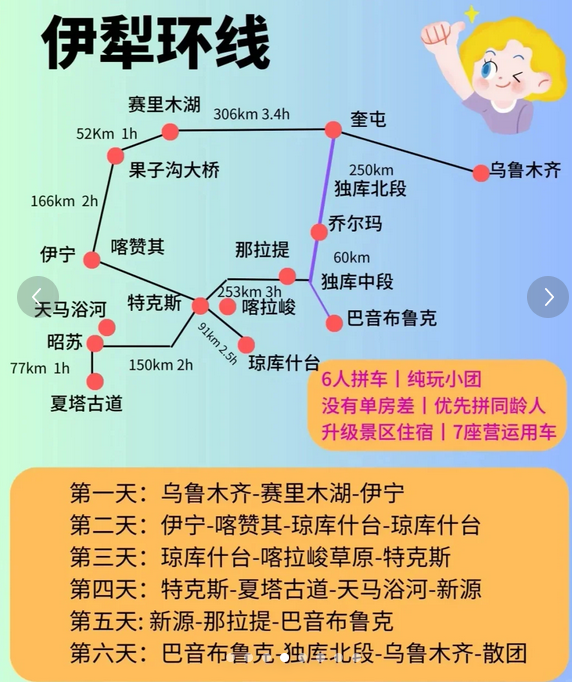 伊犁环线
赛里木湖
306km 3.4h
奎屯
52Km 1h
果子沟大桥
250km
独库北段
乌鲁木齐
166km 2h
乔尔玛
伊宁
喀赞其
那拉提
60km
独库中段
253km 3h
天马浴河
特克斯
喀拉峻
巴音布鲁克
昭苏
91km 2.5h
琼库什台
77km 1h
150km 2h
夏塔古道
6人拼车丨纯玩小团
没有单房差丨优先拼同龄人
升级景区住宿丨7座营运用车
第一天：乌鲁木齐-赛里木湖-伊宁
第二天：伊宁-喀赞其-琼库什台-琼库什台
第三天：琼库什台-喀拉峻草原-特克斯
第四天：特克斯-夏塔古道-天马浴河-新源
第五天: 新源-那拉提-巴音布鲁克
第六天：巴音布鲁克-独库北段-乌鲁木齐-散团